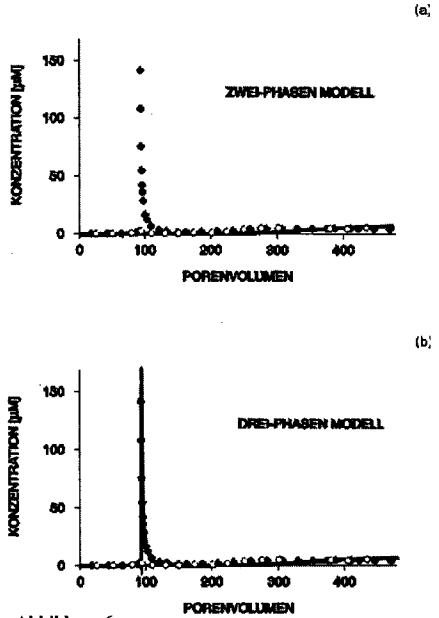 (a)
150
100
50
0
KONZENTRATION [µM]
ZWEI-PHASEN MODELL
0 100 200 300 400
PORENVOLUMEN
(b)
150
100
50
0
KONZENTRATION [µM]
DREI-PHASEN MODELL
0 100 200 300 400
PORENVOLUMEN